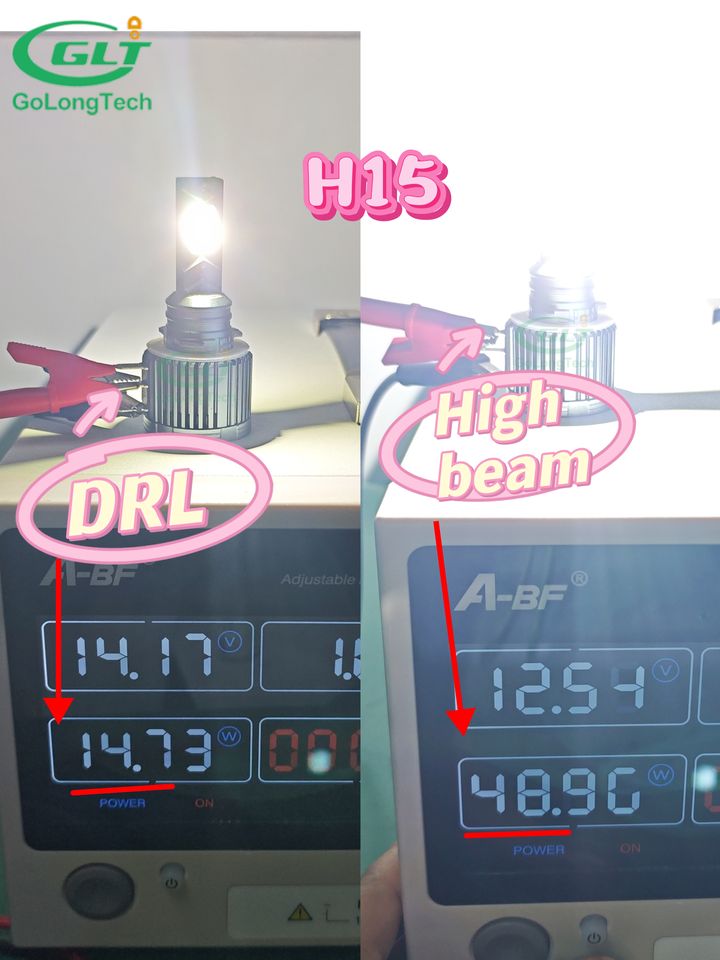 GLT
GoLongTech
H15
DRL
High
beam
A-BF
Adjustable
14.17 V
14.73 W
000
POWER ON
A-BF®
12.54 V
48.96 W
POWER ON